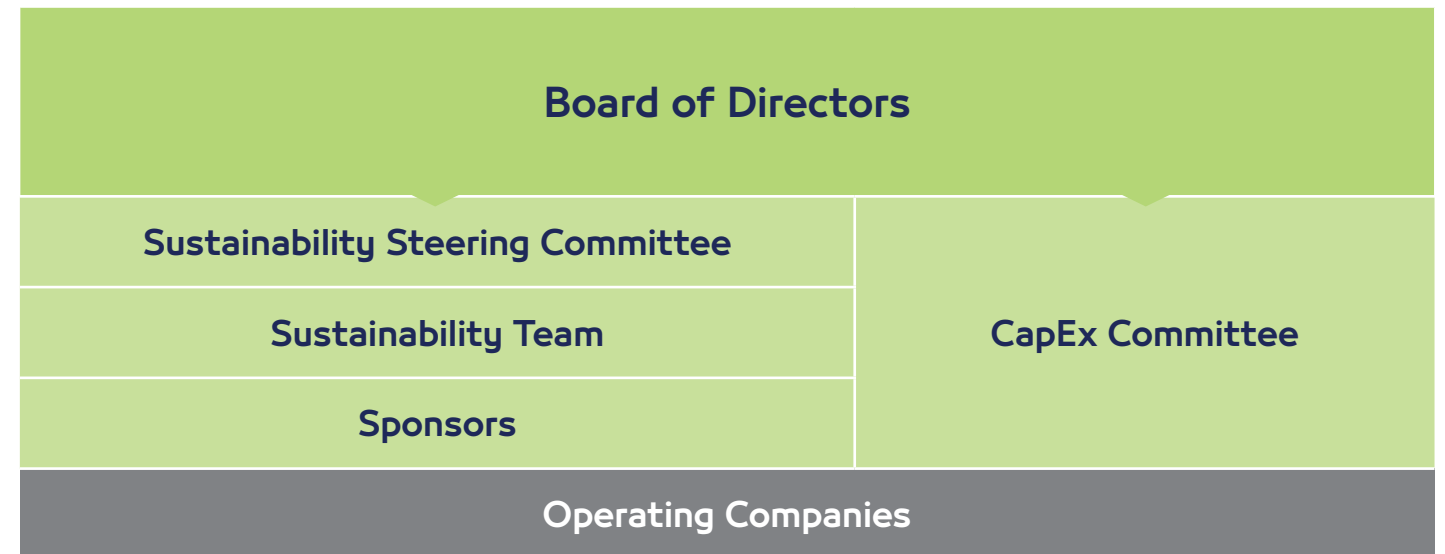 Board of Directors
Sustainability Steering Committee
Sustainability Team
Sponsors
CapEx Committee
Operating Companies